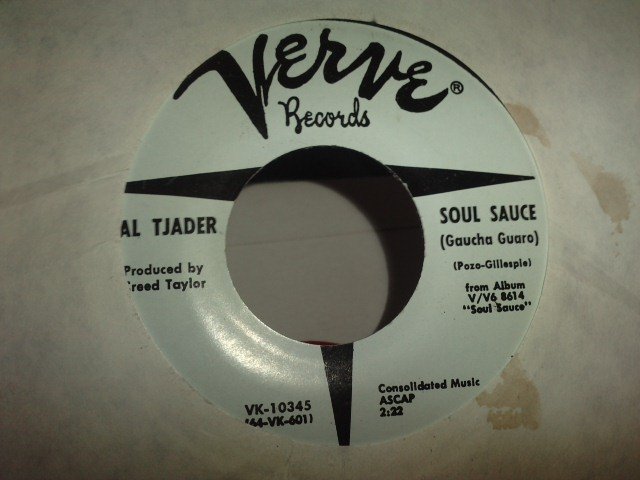 Verve®
Records
AL TJADER
SOUL SAUCE
(Gaucha Guaro)
(Pozo-Gillespie)
Produced by
reed Taylor
from Album
V/V6 8614
"Soul Sauce"
Consolidated Music
ASCAP
2:22
VK-10345
(44-VK-601)